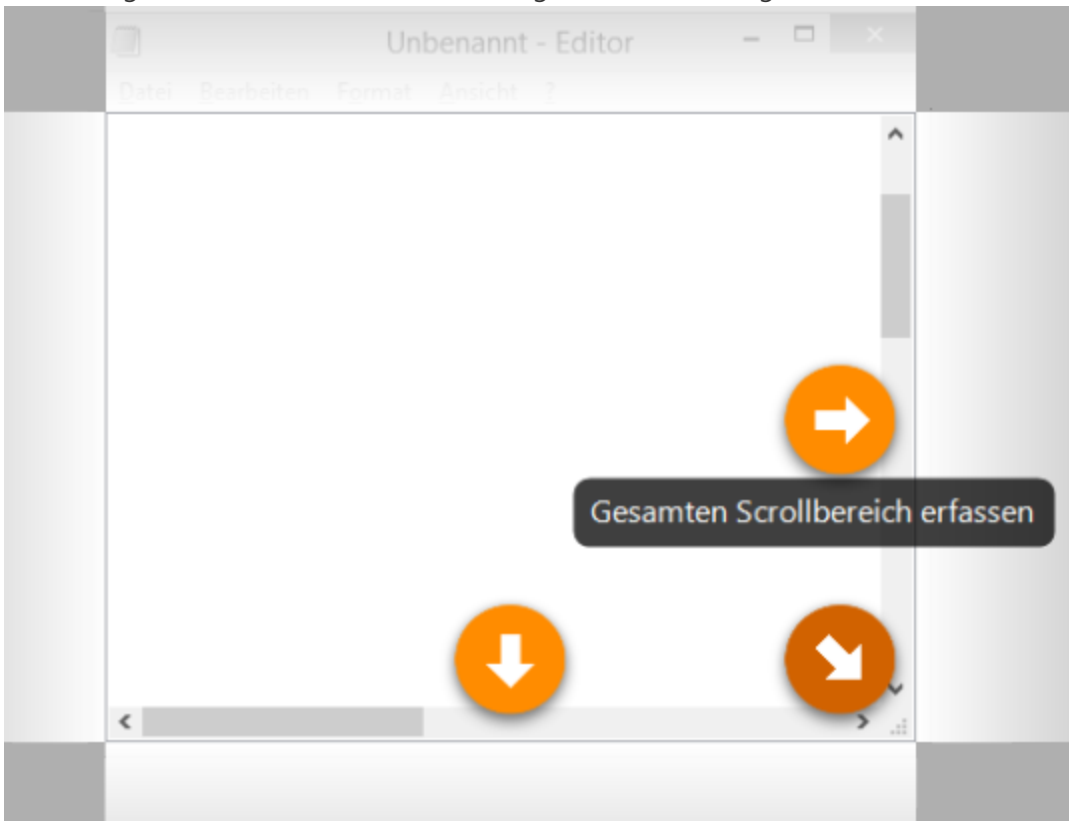 Unbenannt - Editor
Datei Bearbeiten Format Ansicht ?
Gesamten Scrollbereich erfassen